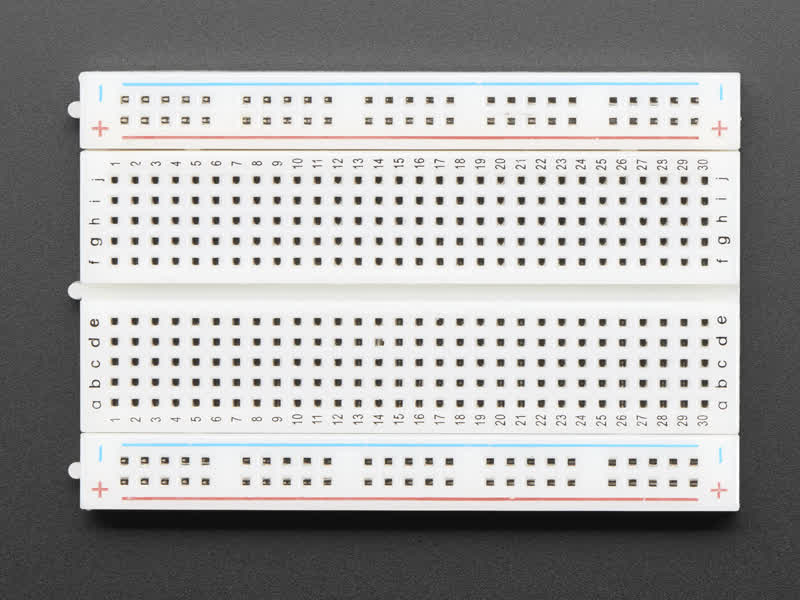 − −
+ +
1 2 3 4 5 6 7 8 9 10 11 12 13 14 15 16 17 18 19 20 21 22 23 24 25 26 27 28 29 30
j j
i i
h h
g g
f f
e e
d d
c c
b b
a a
1 2 3 4 5 6 7 8 9 10 11 12 13 14 15 16 17 18 19 20 21 22 23 24 25 26 27 28 29 30
− −
+ +